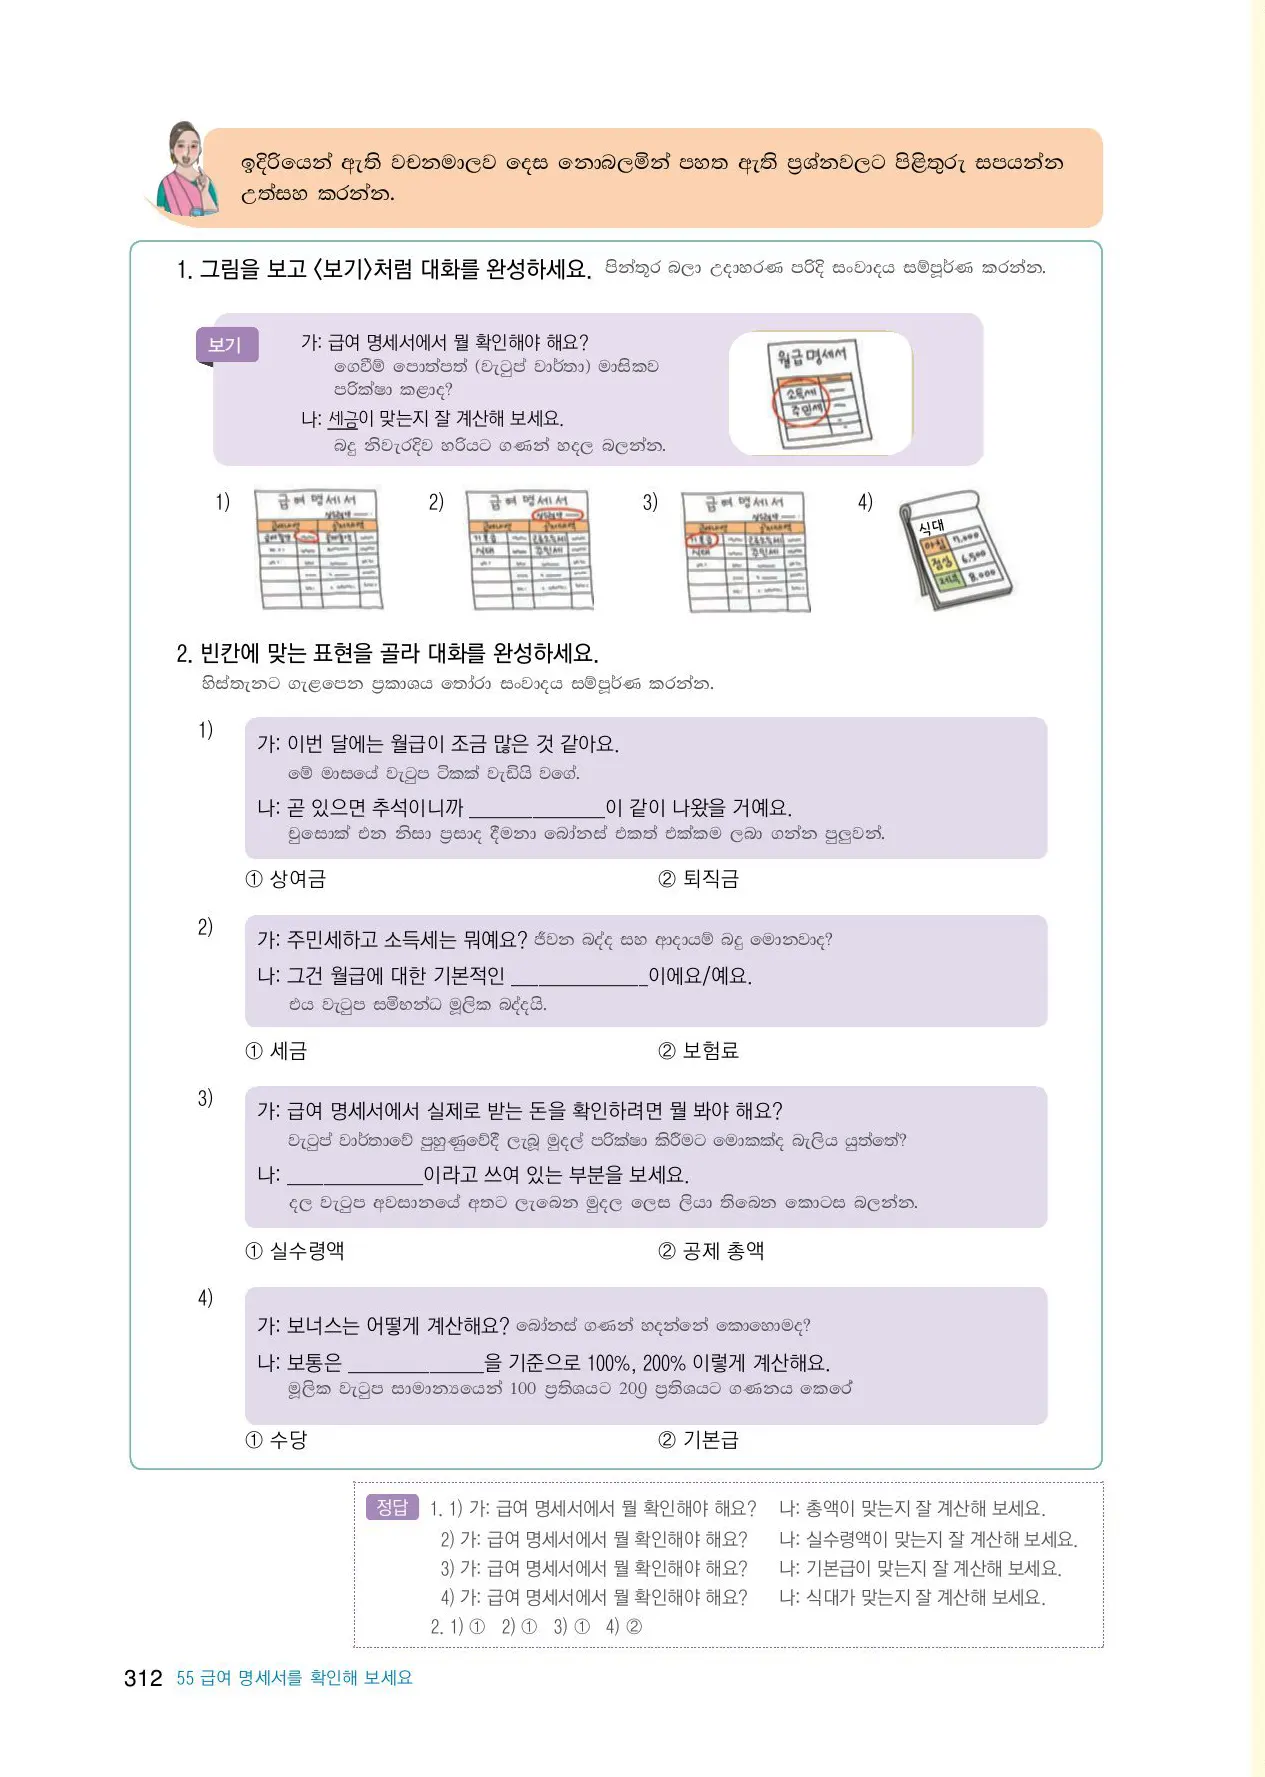 ඉදිරියෙන් ඇති වචනමාලව දෙස නොබලමින් පහත ඇති ප්‍රශ්නවලට පිළිතුරු සපයන්න
උත්සහ කරන්න.
1. 그림을 보고 〈보기〉처럼 대화를 완성하세요. පින්තූර බලා උදාහරණ පරිදි සංවාදය සම්පූර්ණ කරන්න.
보기
가: 급여 명세서에서 뭘 확인해야 해요?
ගෙවීම් පොත්පත් (වැටුප් වාර්තා) මාසිකව
පරික්ෂා කළාද?
나: 세금이 맞는지 잘 계산해 보세요.
බදු නිවැරදිව හරියට ගණන් හදල බලන්න.
월급명세서
소득세
주민세
1)
급여 명세서
2)
급여 명세서
기본급
식대
주민세
3)
급여 명세서
기본급
식대
주민세
4)
식대
아침 7,000
점심 6,500
저녁 8,000
2. 빈칸에 맞는 표현을 골라 대화를 완성하세요.
හිස්තැනට ගැළපෙන ප්‍රකාශය තෝරා සංවාදය සම්පූර්ණ කරන්න.
1)
가: 이번 달에는 월급이 조금 많은 것 같아요.
මේ මාසයේ වැටුප ටිකක් වැඩියි වගේ.
나: 곧 있으면 추석이니까 ____________이 같이 나왔을 거예요.
චුසොක් එන නිසා ප්‍රසාද දීමනා බෝනස් එකත් එක්කම ලබා ගන්න පුලුවන්.
① 상여금 ② 퇴직금
2)
가: 주민세하고 소득세는 뭐예요? ජීවන බද්ද සහ ආදායම් බදු මොනවාද?
나: 그건 월급에 대한 기본적인 ____________이에요/예요.
එය වැටුප සම්භන්ධ මූලික බද්දයි.
① 세금 ② 보험료
3)
가: 급여 명세서에서 실제로 받는 돈을 확인하려면 뭘 봐야 해요?
වැටුප් වාර්තාවේ පුහුණුවේදී ලැබූ මුදල් පරික්ෂා කිරීමට මොකක්ද බැලිය යුත්තේ?
나: ____________이라고 쓰여 있는 부분을 보세요.
දල වැටුප අවසානයේ අතට ලැබෙන මුදල ලෙස ලියා තිබෙන කොටස බලන්න.
① 실수령액 ② 공제 총액
4)
가: 보너스는 어떻게 계산해요? බෝනස් ගණන් හදන්නේ කොහොමද?
나: 보통은 ____________을 기준으로 100%, 200% 이렇게 계산해요.
මූලික වැටුප සාමාන්‍යයෙන් 100 ප්‍රතිශයට 200 ප්‍රතිශයට ගණනය කෙරේ
① 수당 ② 기본급
정답 1. 1) 가: 급여 명세서에서 뭘 확인해야 해요? 나: 총액이 맞는지 잘 계산해 보세요.
2) 가: 급여 명세서에서 뭘 확인해야 해요? 나: 실수령액이 맞는지 잘 계산해 보세요.
3) 가: 급여 명세서에서 뭘 확인해야 해요? 나: 기본급이 맞는지 잘 계산해 보세요.
4) 가: 급여 명세서에서 뭘 확인해야 해요? 나: 식대가 맞는지 잘 계산해 보세요.
2. 1) ① 2) ① 3) ① 4) ②
312 55 급여 명세서를 확인해 보세요